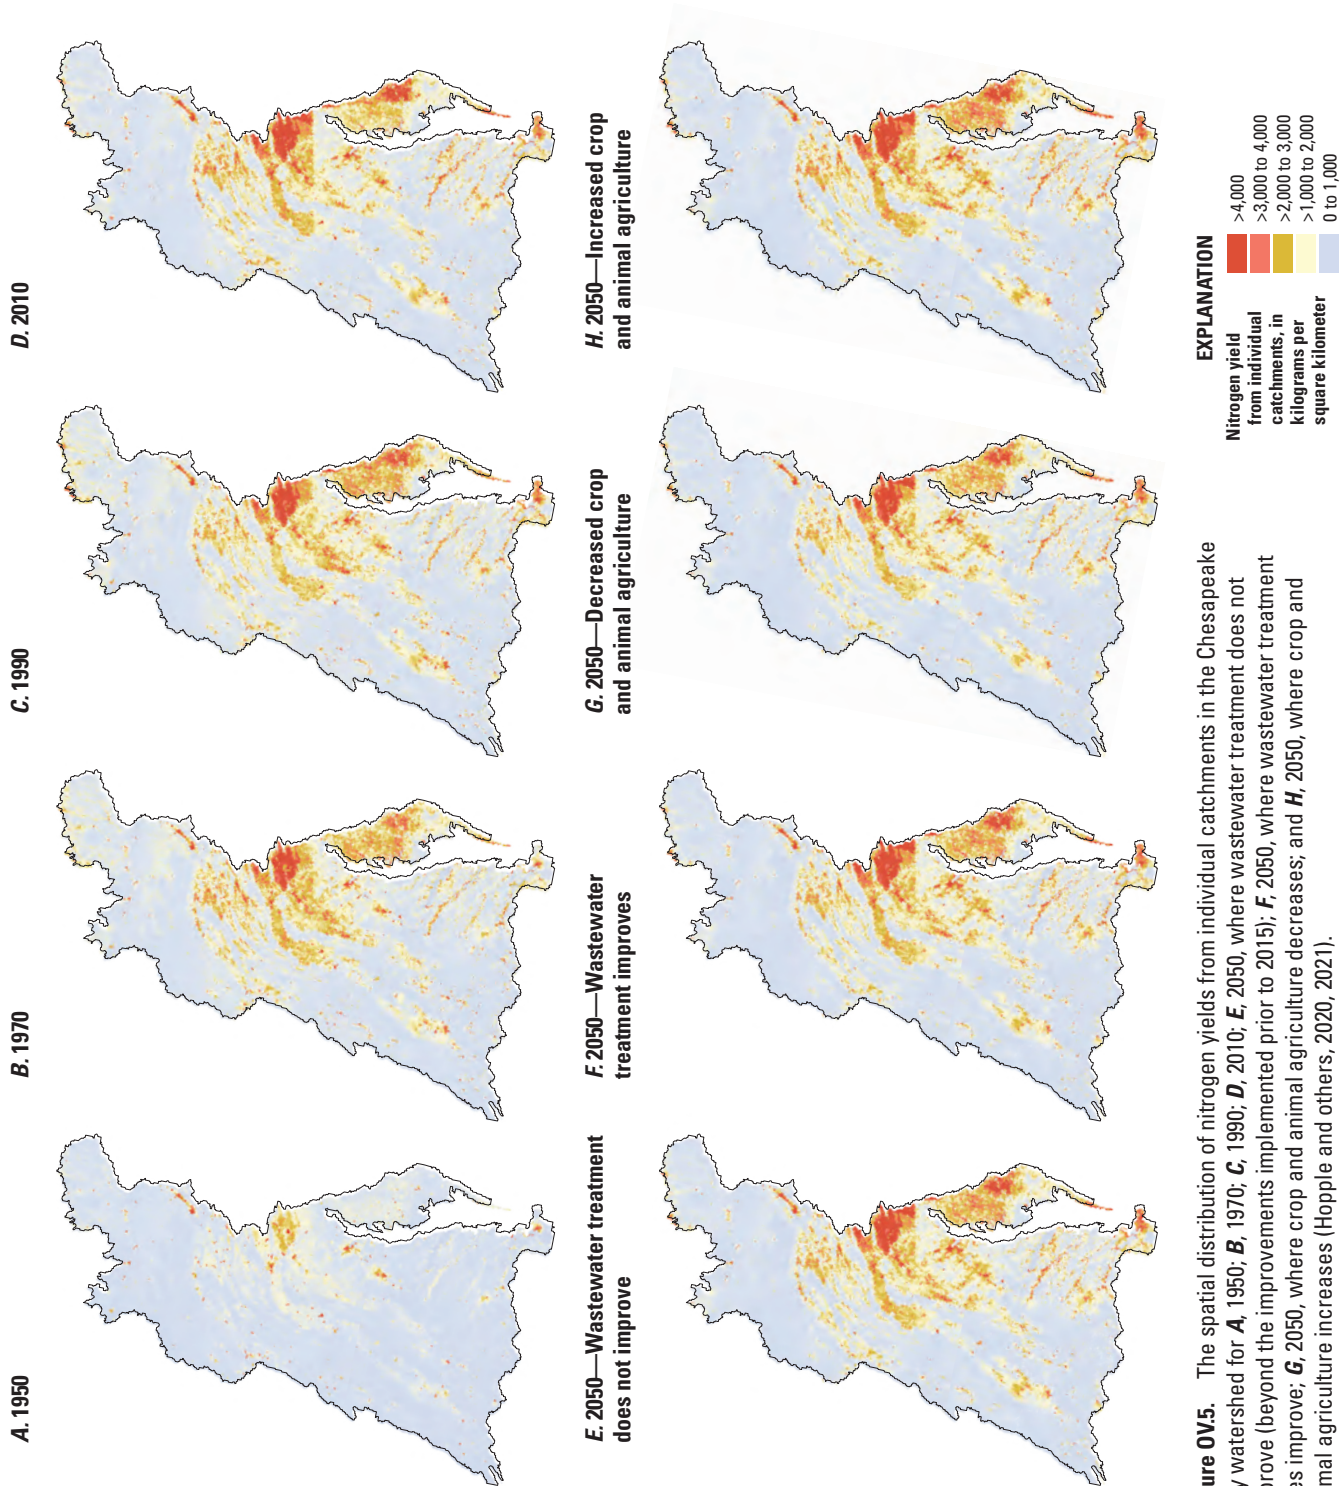 A. 1950
B. 1970
C. 1990
D. 2010
E. 2050—Wastewater treatment
does not improve
F. 2050—Wastewater
treatment improves
G. 2050—Decreased crop
and animal agriculture
H. 2050—Increased crop
and animal agriculture
EXPLANATION
Nitrogen yield
from individual
catchments, in
kilograms per
square kilometer
>4,000
>3,000 to 4,000
>2,000 to 3,000
>1,000 to 2,000
0 to 1,000
OV.5. The spatial distribution of nitrogen yields from individual catchments in the Chesapeake
watershed for A, 1950; B, 1970; C, 1990; D, 2010; E, 2050, where wastewater treatment does not
(beyond the improvements implemented prior to 2015); F, 2050, where wastewater treatment
improve; G, 2050, where crop and animal agriculture decreases; and H, 2050, where crop and
agriculture increases (Hopple and others, 2020, 2021).